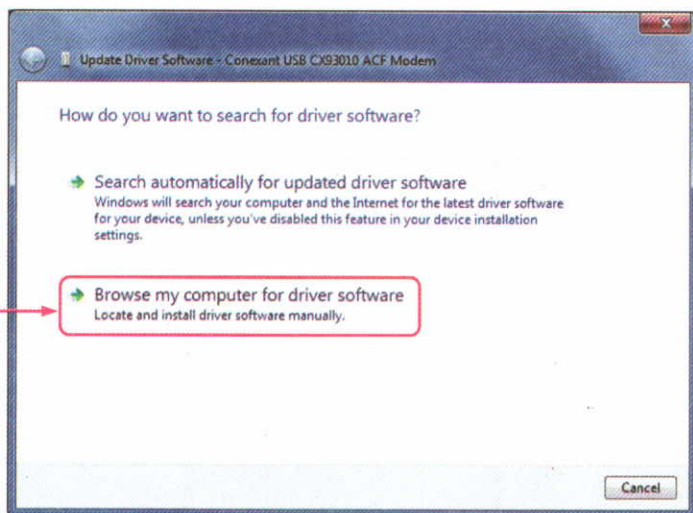 Update Driver Software - Conexant USB CX93010 ACF Modem
How do you want to search for driver software?
Search automatically for updated driver software
Windows will search your computer and the Internet for the latest driver software
for your device, unless you've disabled this feature in your device installation
settings.
Browse my computer for driver software
Locate and install driver software manually.
Cancel